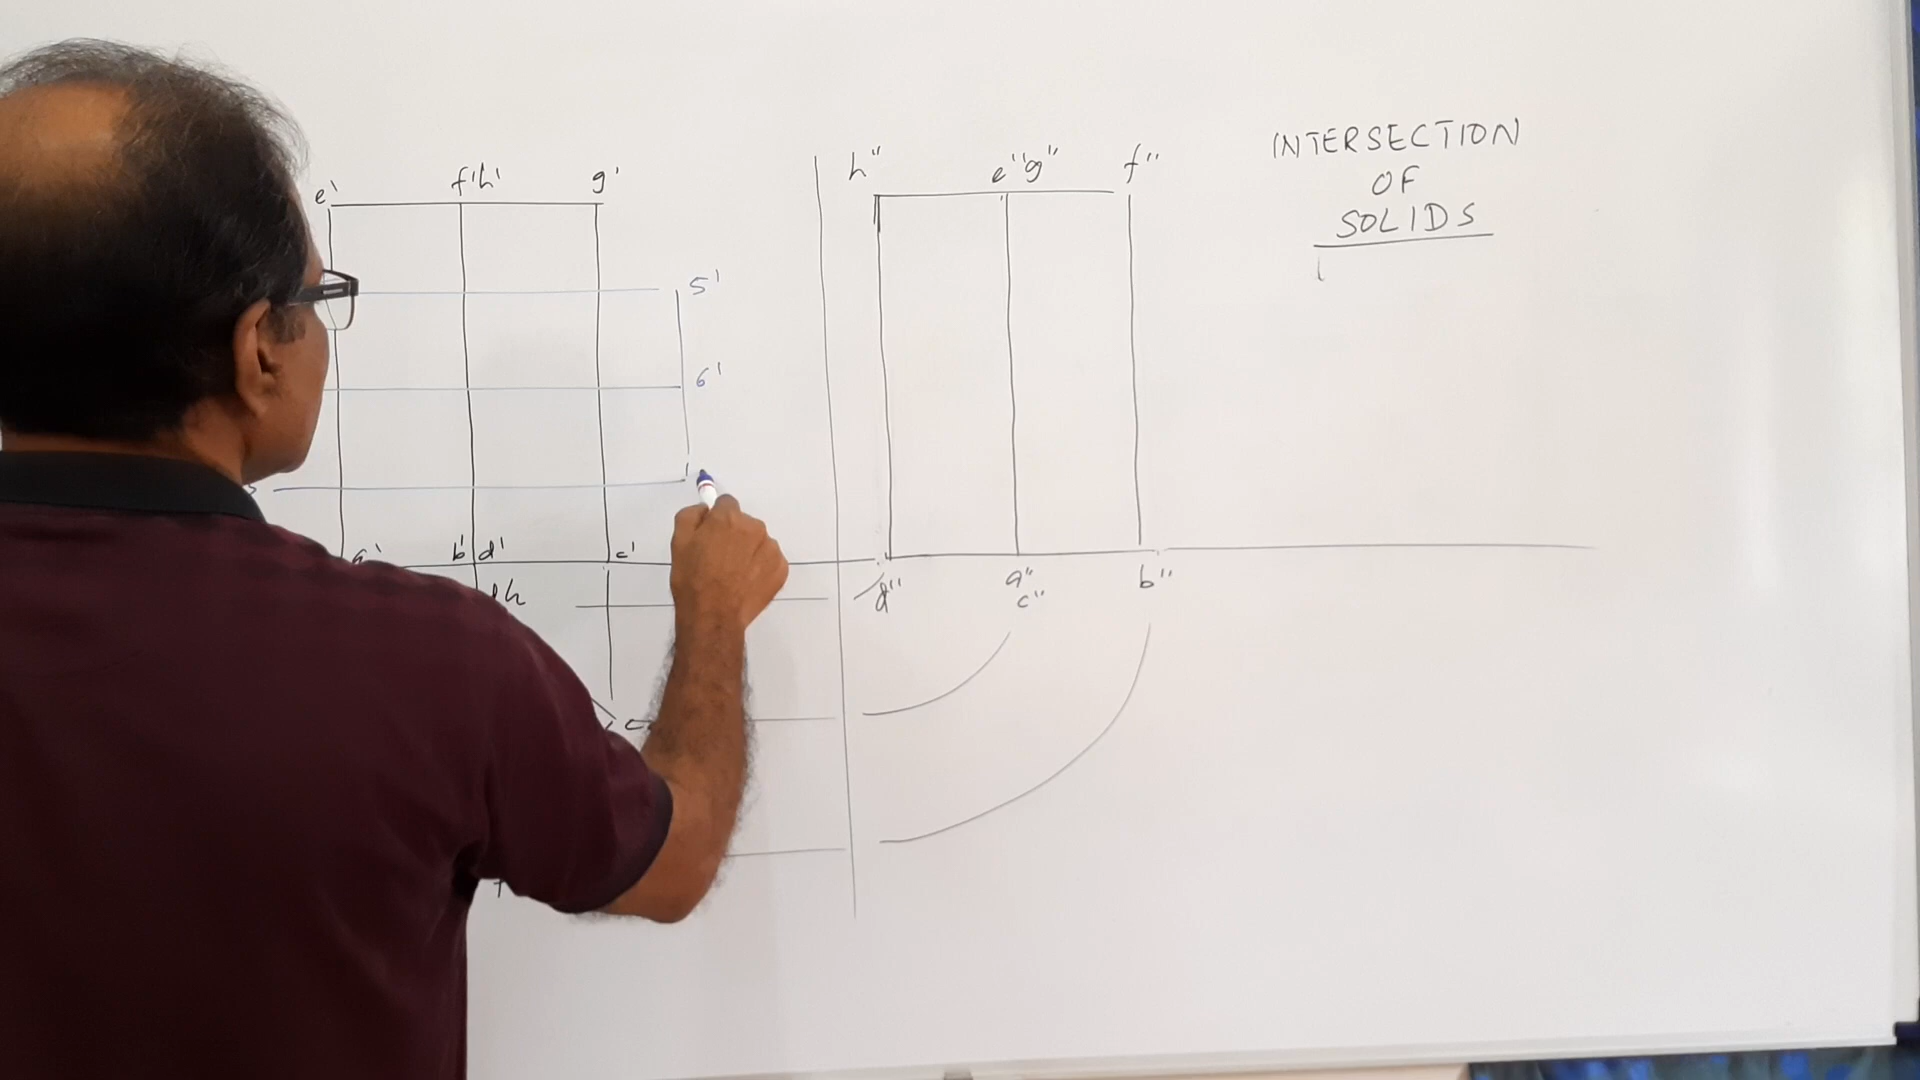 INTERSECTION
OF
SOLIDS
e' f'h' g'
h" e"g" f"
5'
6'
a' b' d' c'
d" a" b"
c"
h
c